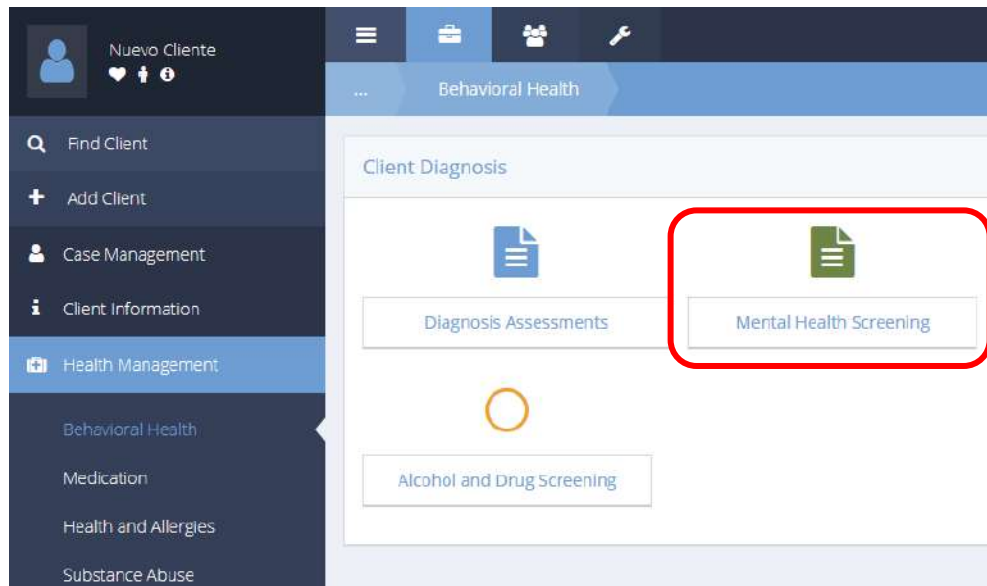 Nuevo Cliente
... Behavioral Health
Find Client
Add Client
Case Management
Client Information
Health Management
Behavioral Health
Medication
Health and Allergies
Substance Abuse
Client Diagnosis
Diagnosis Assessments
Mental Health Screening
Alcohol and Drug Screening